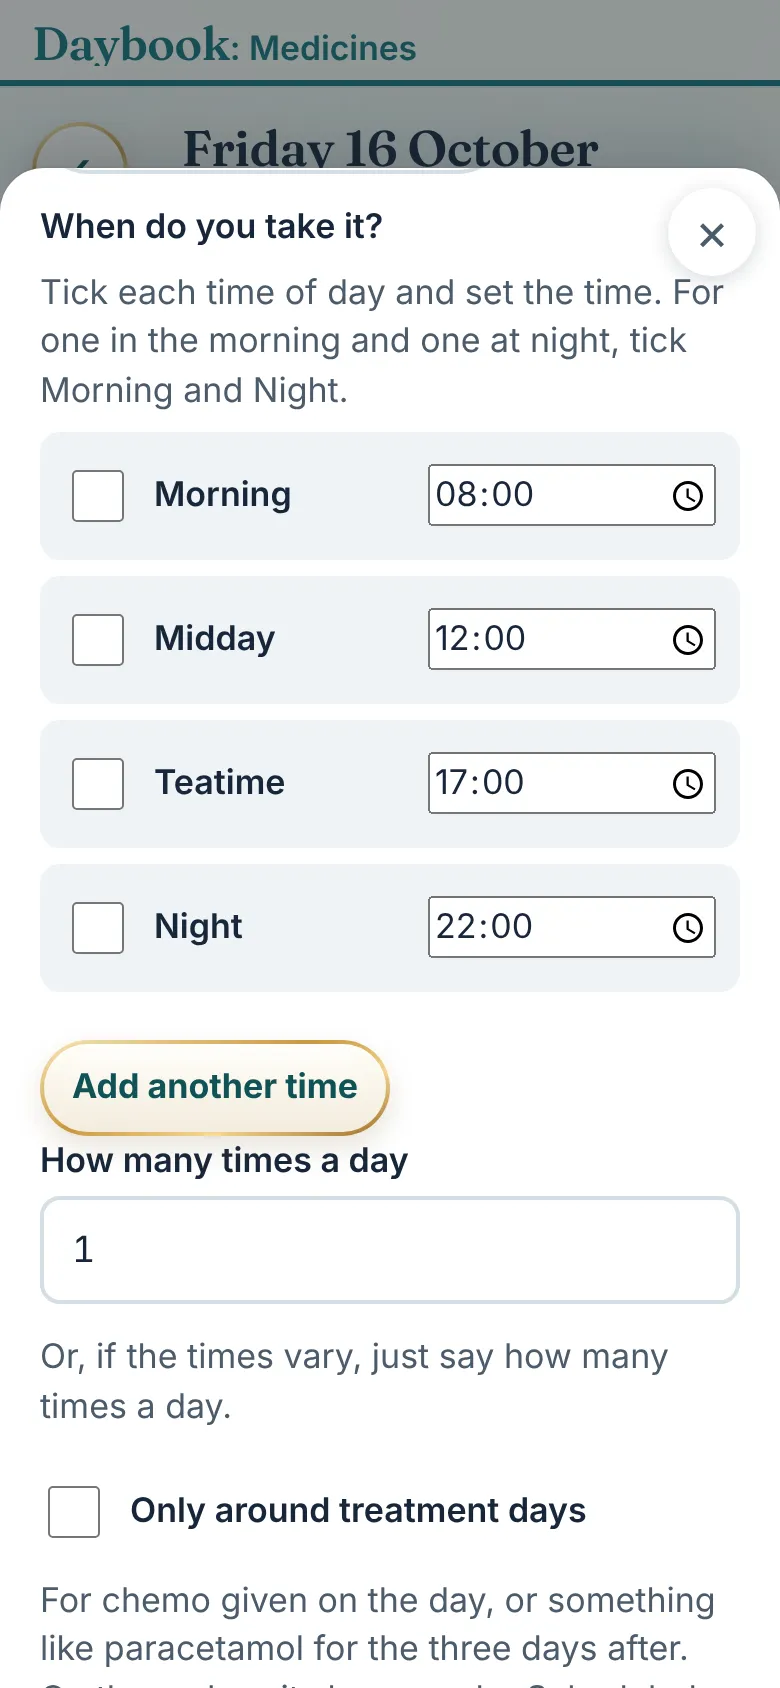 Daybook: Medicines
Friday 16 October
When do you take it?
Tick each time of day and set the time. For
one in the morning and one at night, tick
Morning and Night.
Morning 08:00
Midday 12:00
Teatime 17:00
Night 22:00
Add another time
How many times a day
1
Or, if the times vary, just say how many
times a day.
Only around treatment days
For chemo given on the day, or something
like paracetamol for the three days after.